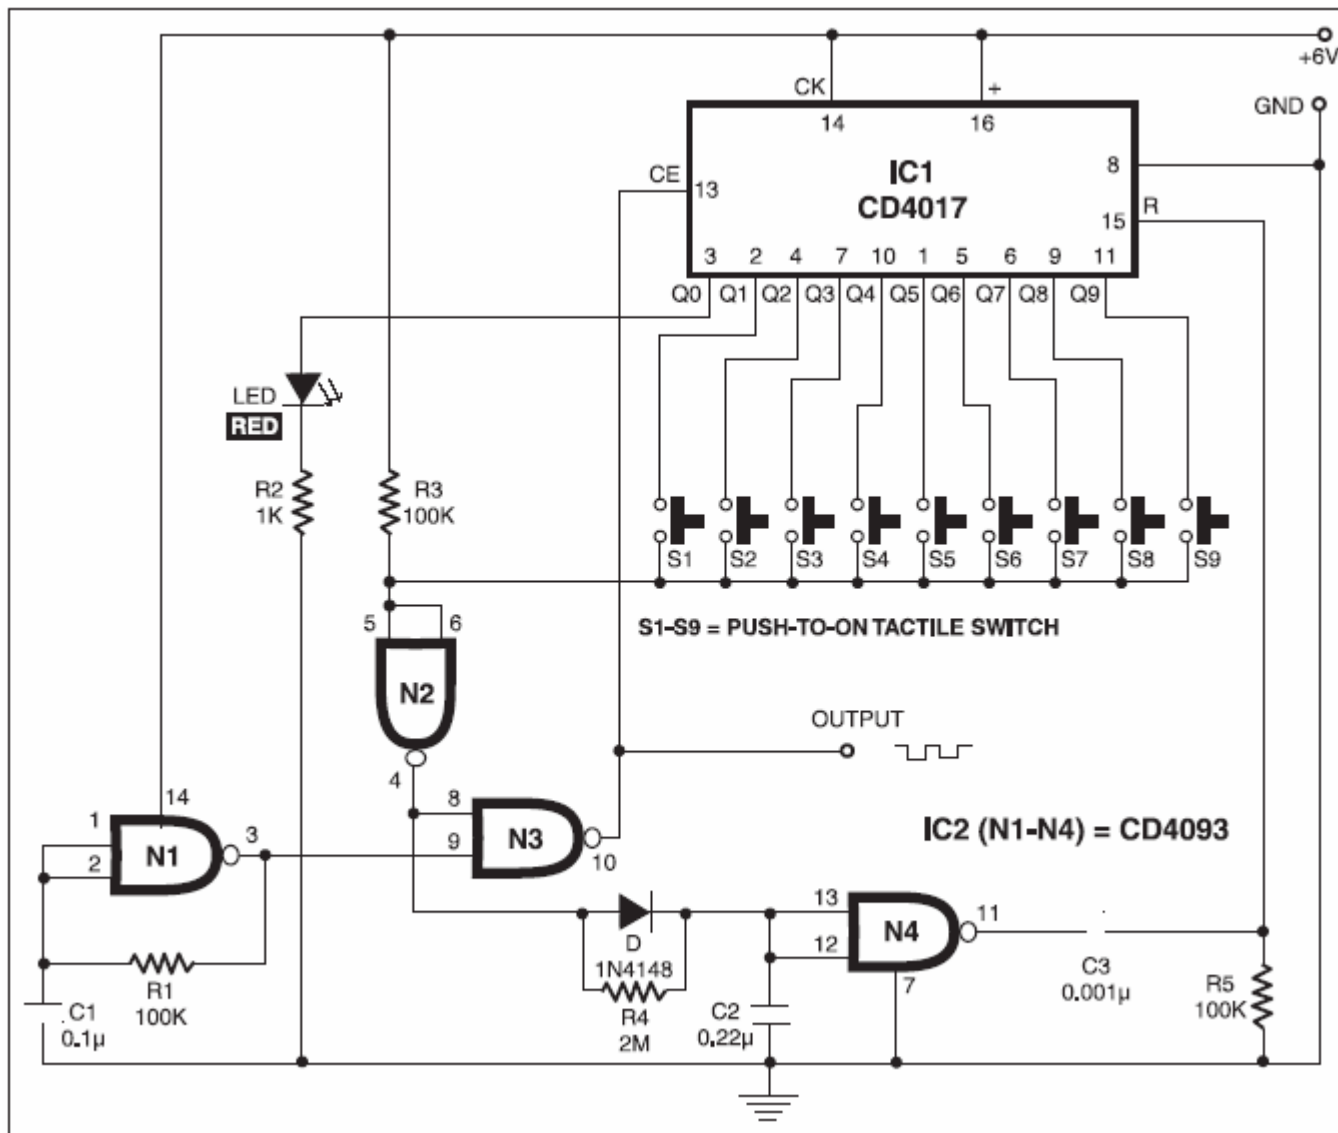 +6V
GND
CK
+
14
16
8
IC1
CD4017
CE
13
R
15
3 2 4 7 10 1 5 6 9 11
Q0 Q1 Q2 Q3 Q4 Q5 Q6 Q7 Q8 Q9
LED
RED
R2
1K
R3
100K
S1 S2 S3 S4 S5 S6 S7 S8 S9
S1-S9 = PUSH-TO-ON TACTILE SWITCH
5 6
N2
4
OUTPUT
14
1
2
N1
3
8
9
N3
10
IC2 (N1-N4) = CD4093
13
12
N4
11
7
D
1N4148
R4
2M
C2
0.22µ
C3
0.001µ
R5
100K
R1
100K
C1
0.1µ